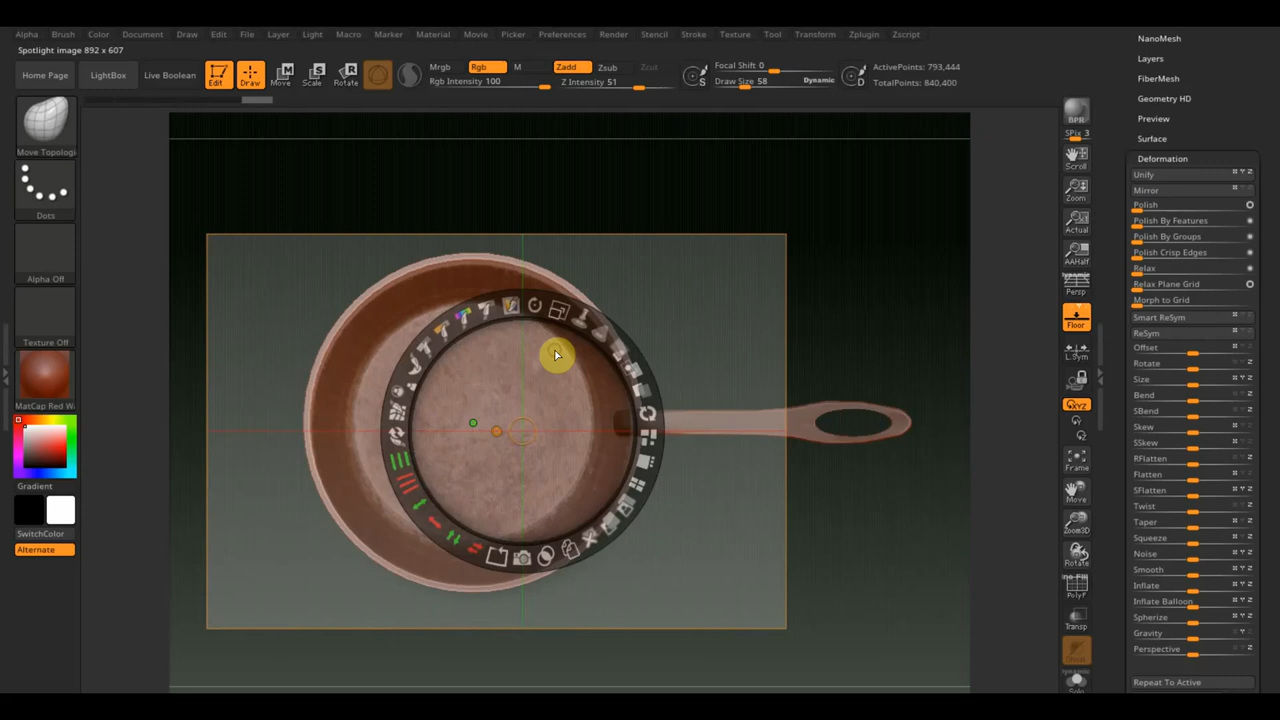 Alpha Brush Color Document Draw Edit File Layer Light Macro Marker Material Movie Picker Preferences Render Stencil Stroke Texture Tool Transform Zplugin Zscript
Spotlight image 892 x 607
Home Page
LightBox
Live Boolean
Edit
Draw
Move
Scale
Rotate
Mrgb
Rgb
M
Rgb Intensity 100
Zadd
Zsub
Zcut
Z Intensity 51
Focal Shift 0
Draw Size 58
Dynamic
ActivePoints: 793,444
TotalPoints: 840,400
Move Topologi
Dots
Alpha Off
Texture Off
MatCap Red Wa
Gradient
SwitchColor
Alternate
BPR
SPix 3
Scroll
Zoom
Actual
AAHalf
Dynamic
Persp
Floor
L.Sym
XYZ
Frame
Move
Zoom3D
Rotate
PolyF
Transp
Dynamic
Solo
NanoMesh
Layers
FiberMesh
Geometry HD
Preview
Surface
Deformation
Unify
Mirror
Polish
Polish By Features
Polish By Groups
Polish Crisp Edges
Relax
Relax Plane Grid
Morph to Grid
Smart ReSym
ReSym
Offset
Rotate
Size
Bend
SBend
Skew
SSkew
RFlatten
Flatten
SFlatten
Twist
Taper
Squeeze
Noise
Smooth
Inflate
Inflate Balloon
Spherize
Gravity
Perspective
Repeat To Active